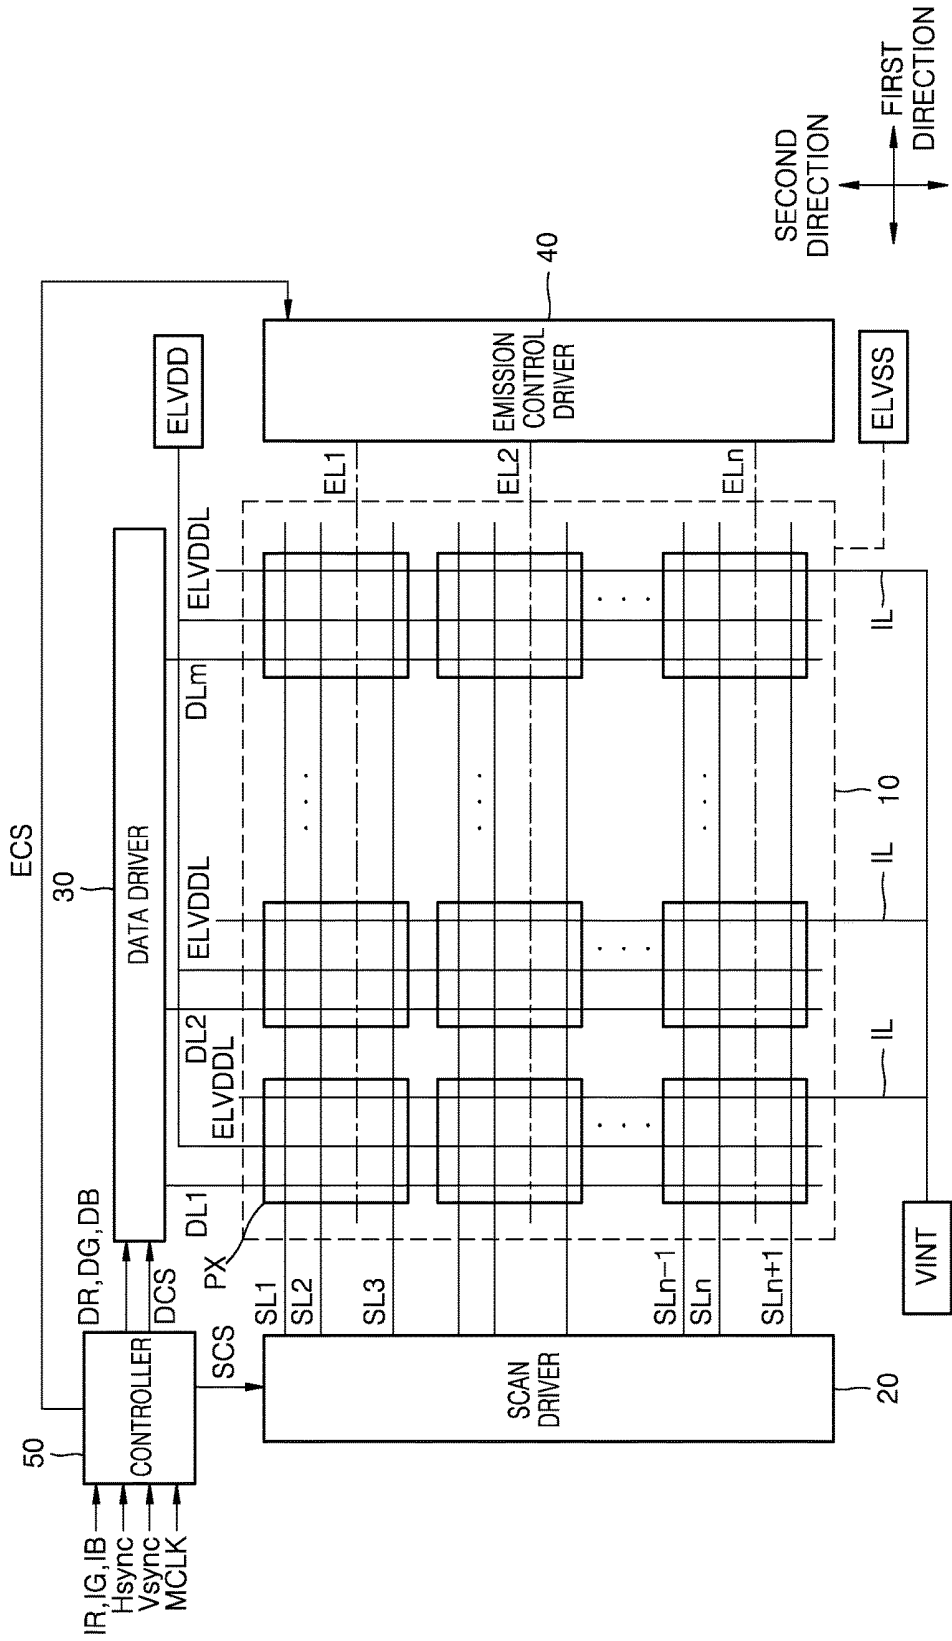 ECS
50
CONTROLLER
IR,IG,IB
Hsync
Vsync
MCLK
DR,DG,DB
DCS
SCS
30
DATA DRIVER
ELVDD
DL1
ELVDDL
DL2
ELVDDL
DLm
ELVDDL
PX
SL1
SL2
SL3
SLn−1
SLn
SLn+1
SCAN
DRIVER
20
EL1
EL2
ELn
EMISSION
CONTROL
DRIVER
40
10
IL
IL
IL
VINT
ELVSS
SECOND
DIRECTION
FIRST
DIRECTION